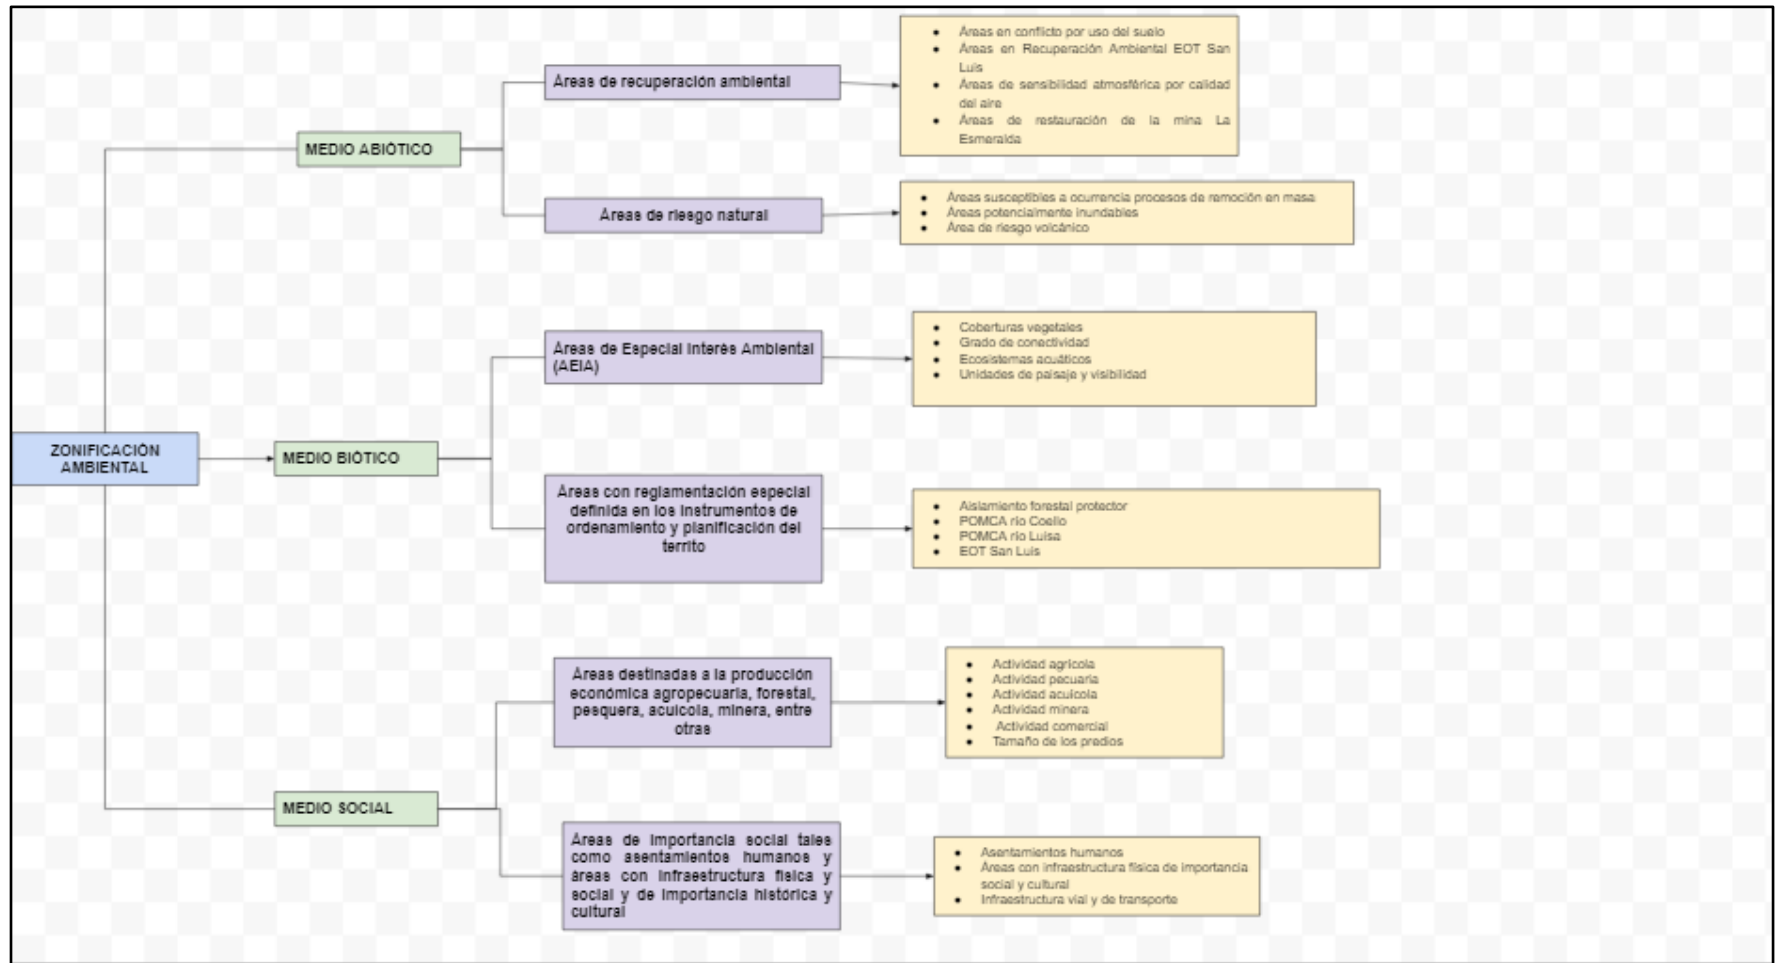 Áreas en conflicto por uso del suelo
Áreas en Recuperación Ambiental EOT San
Luis
Áreas de sensibilidad atmosférica por calidad
del aire
Áreas de restauración de la mina La
Esmeralda
Áreas de recuperación ambiental
MEDIO ABIÓTICO
Áreas de riesgo natural
Áreas susceptibles a ocurrencia procesos de remoción en masa
Áreas potencialmente inundables
Área de riesgo volcánico
Áreas de Especial Interés Ambiental
(AEIA)
Coberturas vegetales
Grado de conectividad
Ecosistemas acuáticos
Unidades de paisaje y visibilidad
ZONIFICACIÓN
AMBIENTAL
MEDIO BIÓTICO
Áreas con reglamentación especial
definida en los instrumentos de
ordenamiento y planificación del
territo
Aislamiento forestal protector
POMCA río Coello
POMCA río Luisa
EOT San Luis
Áreas destinadas a la producción
económica agropecuaria, forestal,
pesquera, acuícola, minera, entre
otras
Actividad agrícola
Actividad pecuaria
Actividad acuícola
Actividad minera
Actividad comercial
Tamaño de los predios
MEDIO SOCIAL
Áreas de importancia social tales
como asentamientos humanos y
áreas con infraestructura física y
social y de importancia histórica y
cultural
Asentamientos humanos
Áreas con infraestructura física de importancia
social y cultural
Infraestructura vial y de transporte